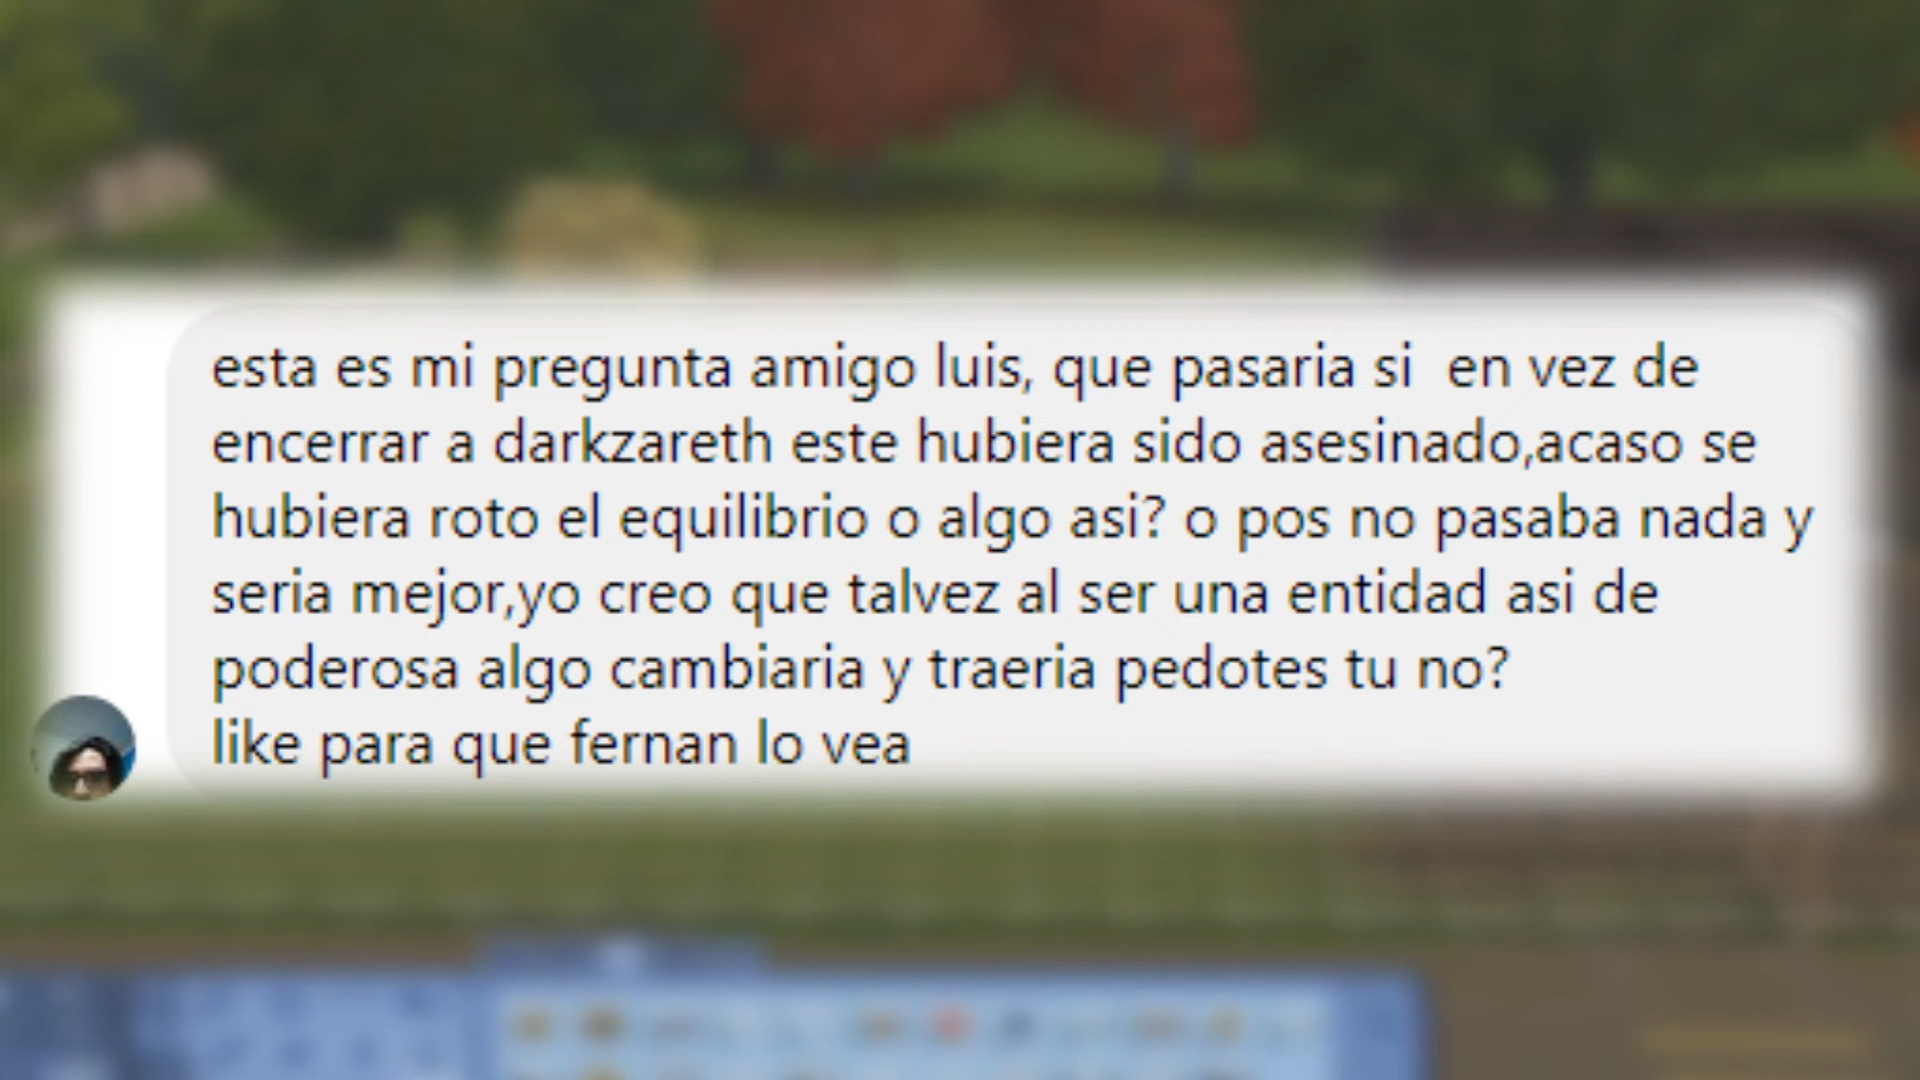 esta es mi pregunta amigo luis, que pasaria si  en vez de
encerrar a darkzareth este hubiera sido asesinado,acaso se
hubiera roto el equilibrio o algo asi? o pos no pasaba nada y
seria mejor,yo creo que talvez al ser una entidad asi de
poderosa algo cambiaria y traeria pedotes tu no?
like para que fernan lo vea